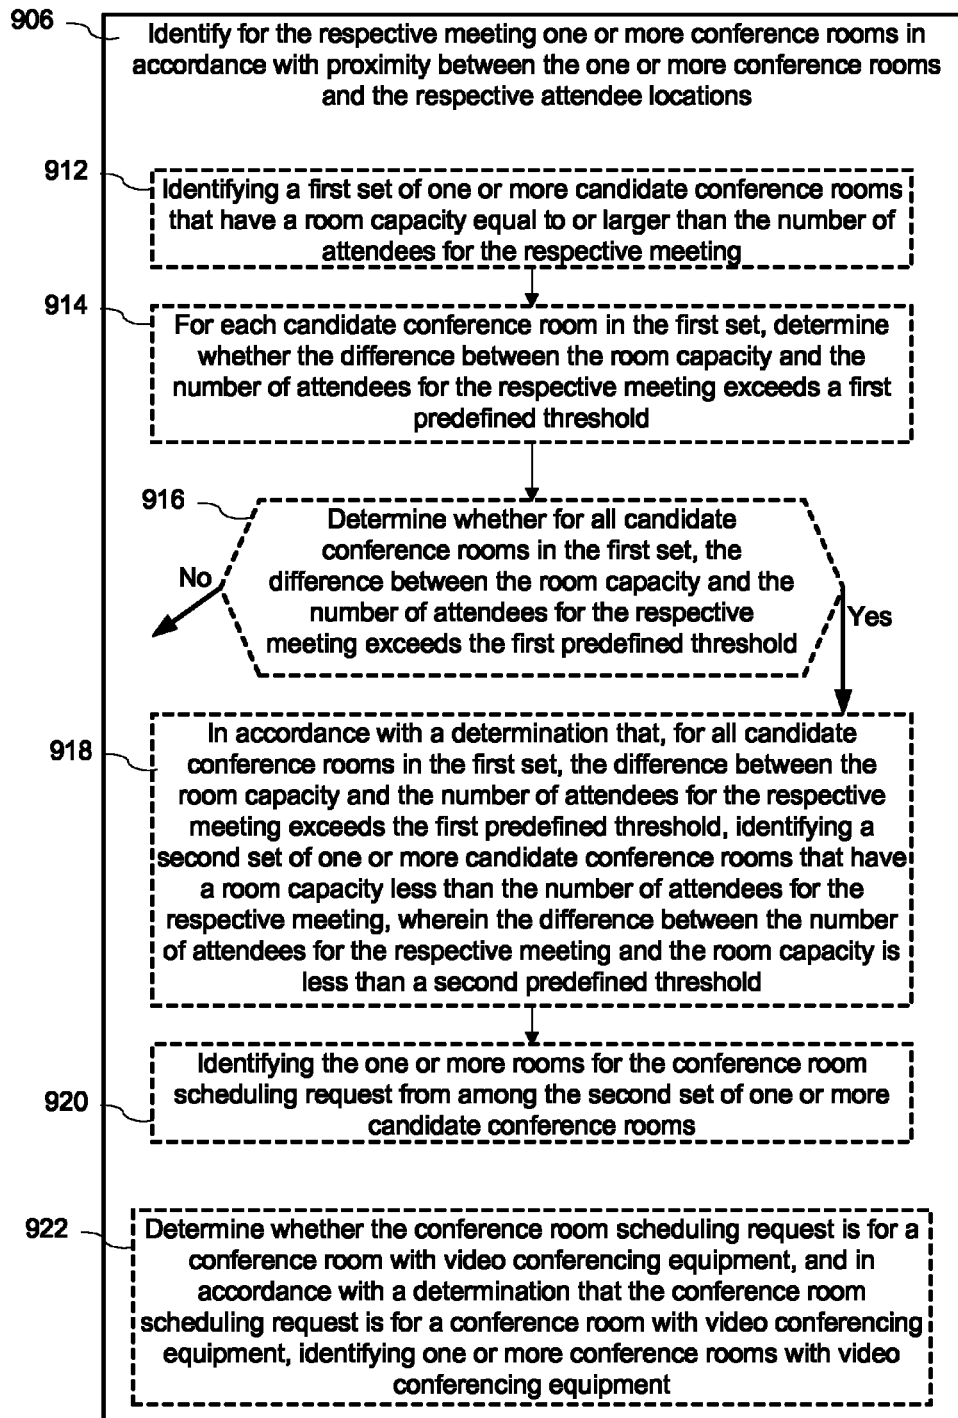 906
Identify for the respective meeting one or more conference rooms in
accordance with proximity between the one or more conference rooms
and the respective attendee locations
912
Identifying a first set of one or more candidate conference rooms
that have a room capacity equal to or larger than the number of
attendees for the respective meeting
914
For each candidate conference room in the first set, determine
whether the difference between the room capacity and the
number of attendees for the respective meeting exceeds a first
predefined threshold
916
Determine whether for all candidate
conference rooms in the first set, the
difference between the room capacity and the
number of attendees for the respective
meeting exceeds the first predefined threshold
No
Yes
918
In accordance with a determination that, for all candidate
conference rooms in the first set, the difference between the
room capacity and the number of attendees for the respective
meeting exceeds the first predefined threshold, identifying a
second set of one or more candidate conference rooms that have
a room capacity less than the number of attendees for the
respective meeting, wherein the difference between the number
of attendees for the respective meeting and the room capacity is
less than a second predefined threshold
920
Identifying the one or more rooms for the conference room
scheduling request from among the second set of one or more
candidate conference rooms
922
Determine whether the conference room scheduling request is for a
conference room with video conferencing equipment, and in
accordance with a determination that the conference room
scheduling request is for a conference room with video conferencing
equipment, identifying one or more conference rooms with video
conferencing equipment